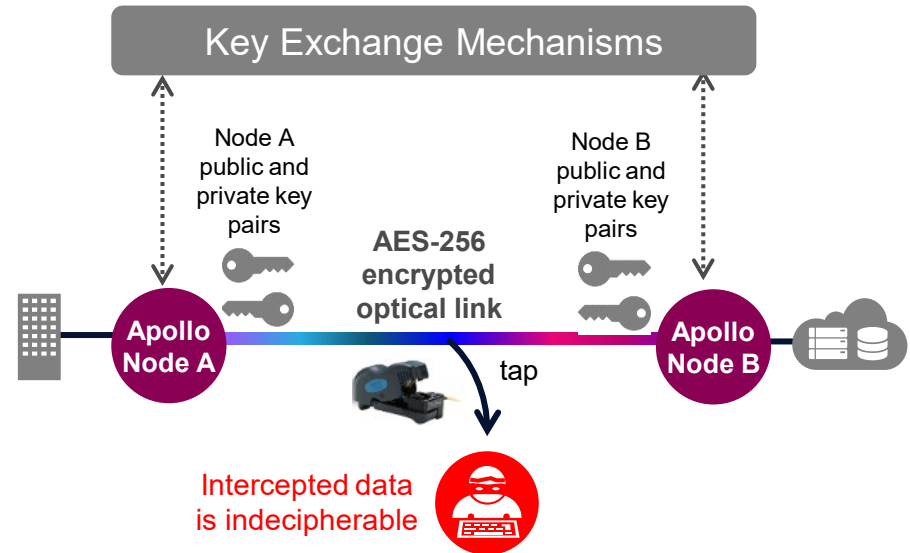 Key Exchange Mechanisms
Node A
public and
private key
pairs
Node B
public and
private key
pairs
AES-256
encrypted
optical link
Apollo
Node A
Apollo
Node B
tap
Intercepted data
is indecipherable